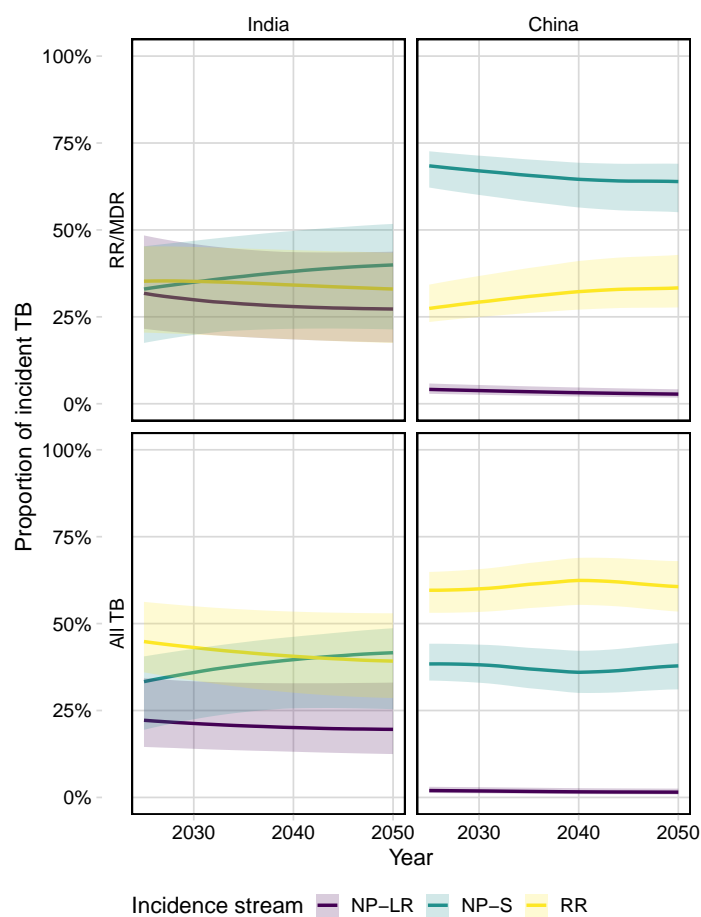 India
China
Proportion of incident TB
RR/MDR
100%
75%
50%
25%
0%
All TB
100%
75%
50%
25%
0%
2030
2040
2050
2030
2040
2050
Year
Incidence stream
NP−LR
NP−S
RR